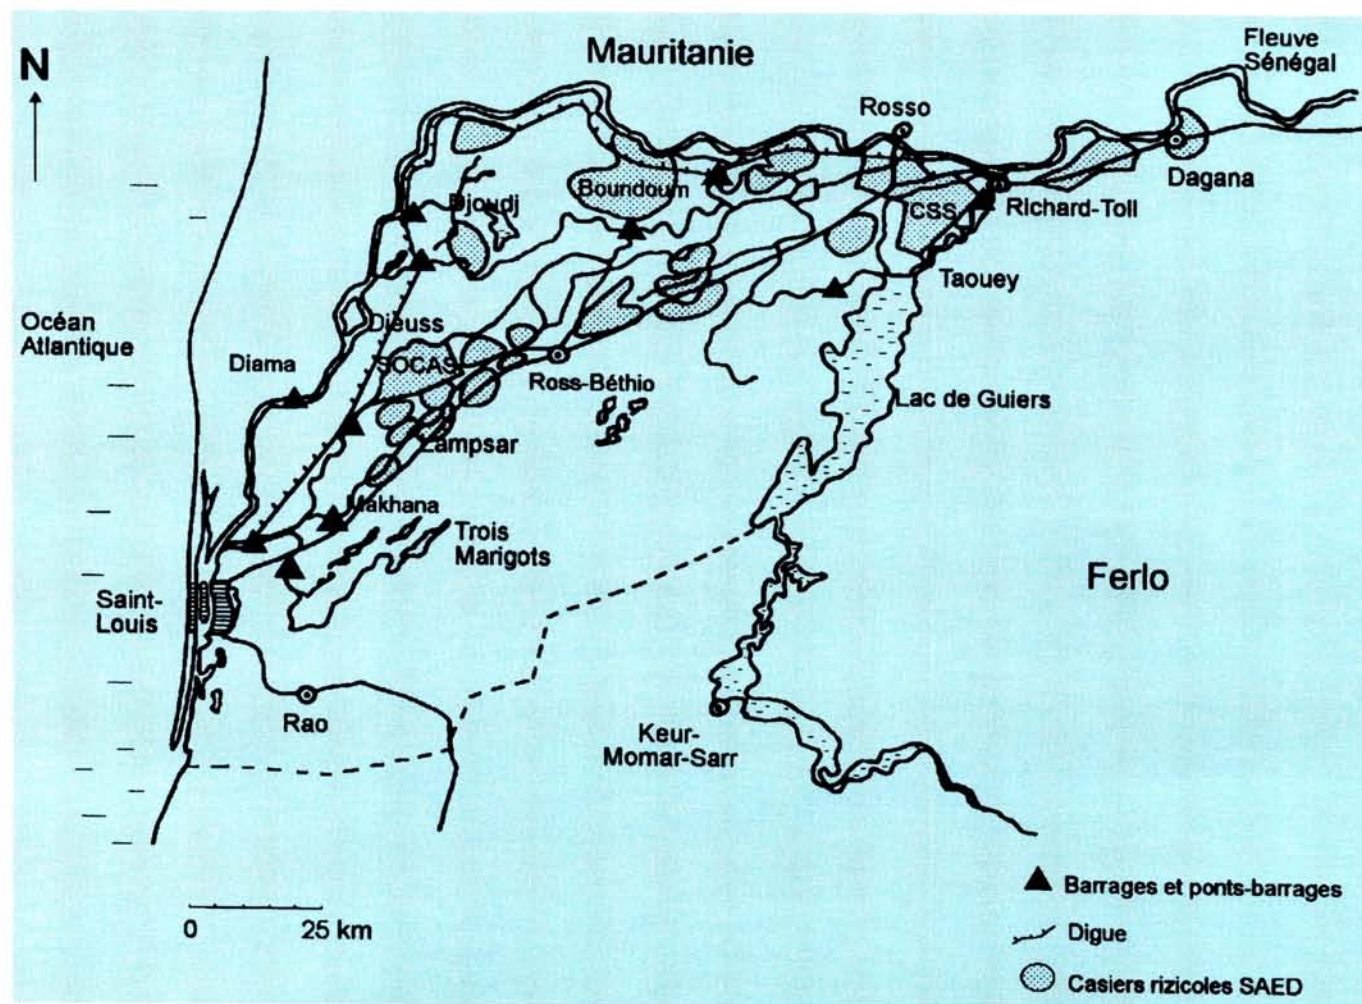 N
Mauritanie
Fleuve
Sénégal
Rosso
Dagana
Boundoum
Djoudj
CSS
Richard-Toll
Taouey
Océan
Atlantique
Dièuss
Diama
SOCAS
Ross-Béthio
Lac de Guiers
Lampsar
Makhana
Trois
Marigots
Ferlo
Saint-
Louis
Rao
Keur-
Momar-Sarr
Barrages et ponts-barrages
0 25 km
Digue
Casiers rizicoles SAED